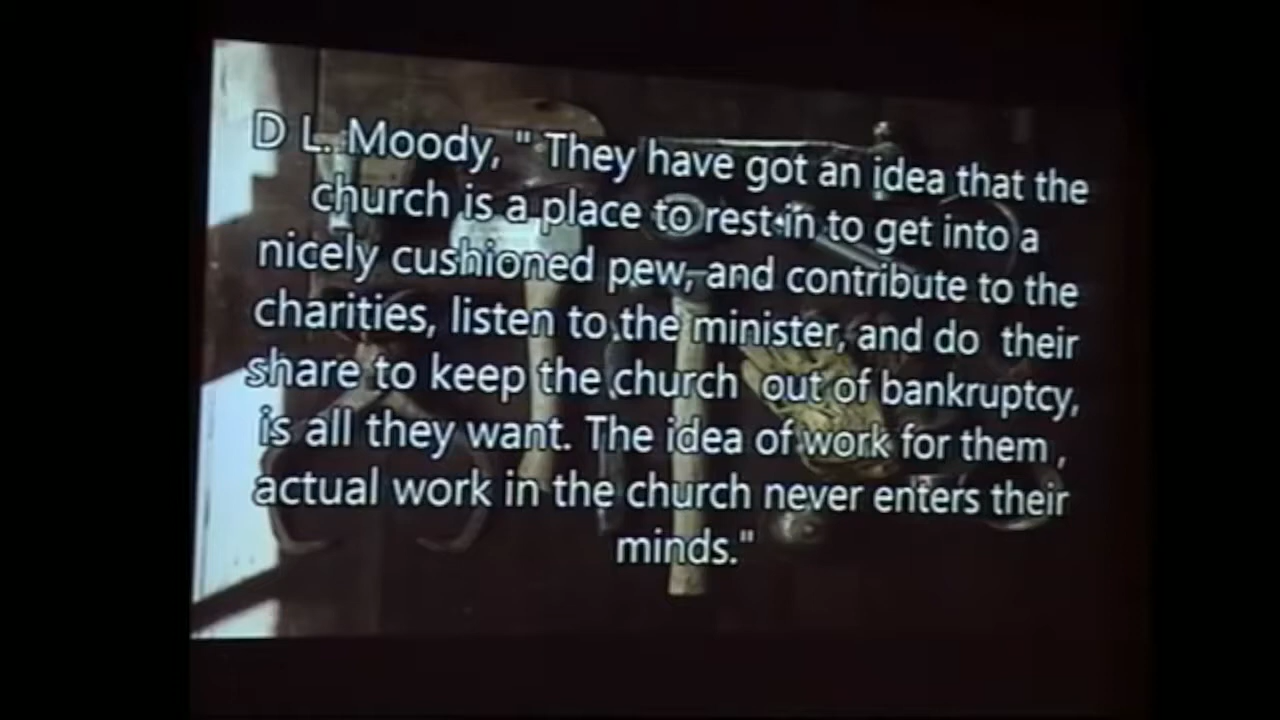 D L. Moody, " They have got an idea that the
church is a place to rest in to get into a
nicely cushioned pew, and contribute to the
charities, listen to the minister, and do  their
share to keep the church  out of bankruptcy,
is all they want. The idea of work for them ,
actual work in the church never enters their
minds."